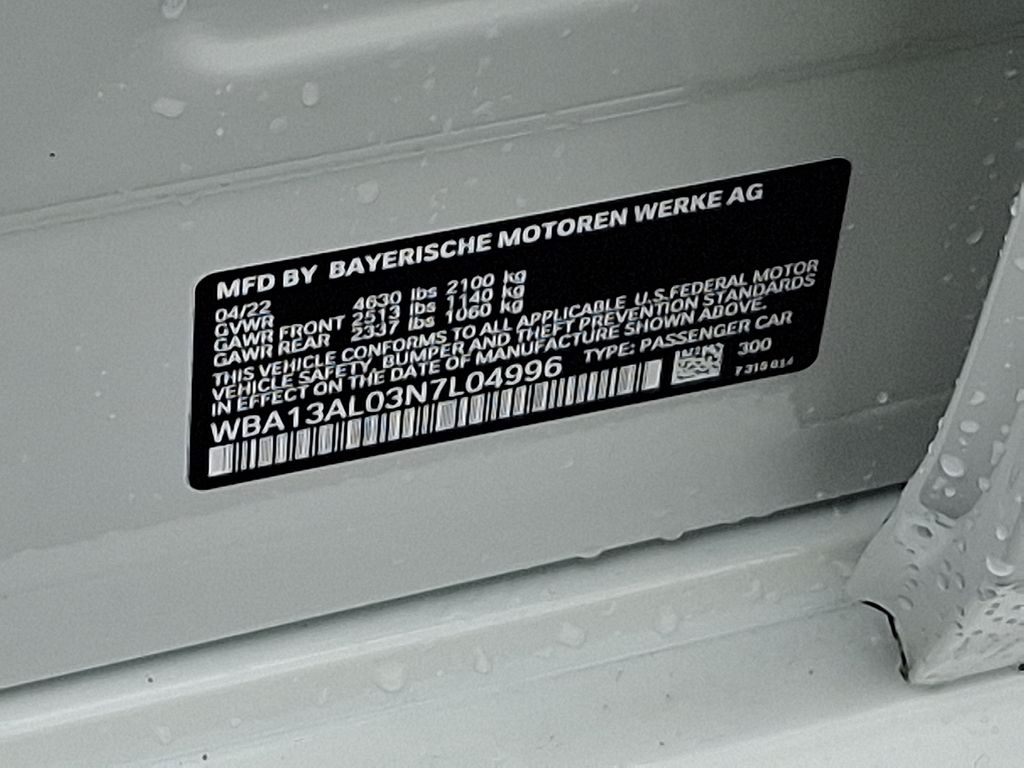 MFD BY BAYERISCHE MOTOREN WERKE AG
04/22
GVWR 4630 lbs 2100 kg
GAWR FRONT 2513 lbs 1140 kg
GAWR REAR 2337 lbs 1060 kg
THIS VEHICLE CONFORMS TO ALL APPLICABLE U.S.FEDERAL MOTOR
VEHICLE SAFETY, BUMPER AND THEFT PREVENTION STANDARDS
IN EFFECT ON THE DATE OF MANUFACTURE SHOWN ABOVE.
WBA13AL03N7L04996 TYPE: PASSENGER CAR
300